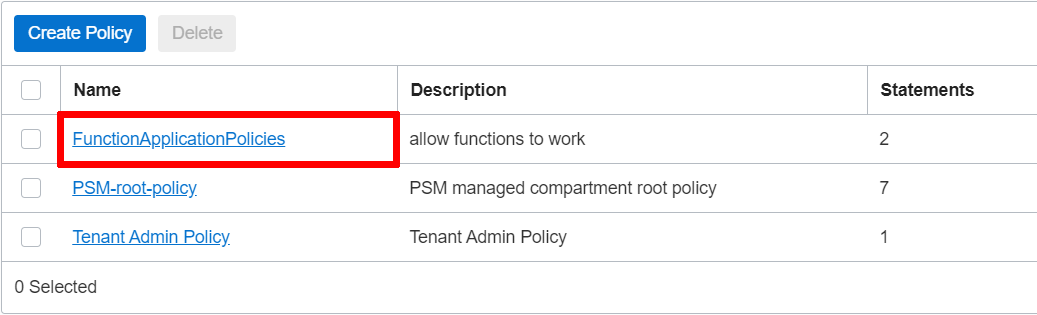 Create Policy Delete
Name Description Statements
FunctionApplicationPolicies allow functions to work 2
PSM-root-policy PSM managed compartment root policy 7
Tenant Admin Policy Tenant Admin Policy 1
0 Selected